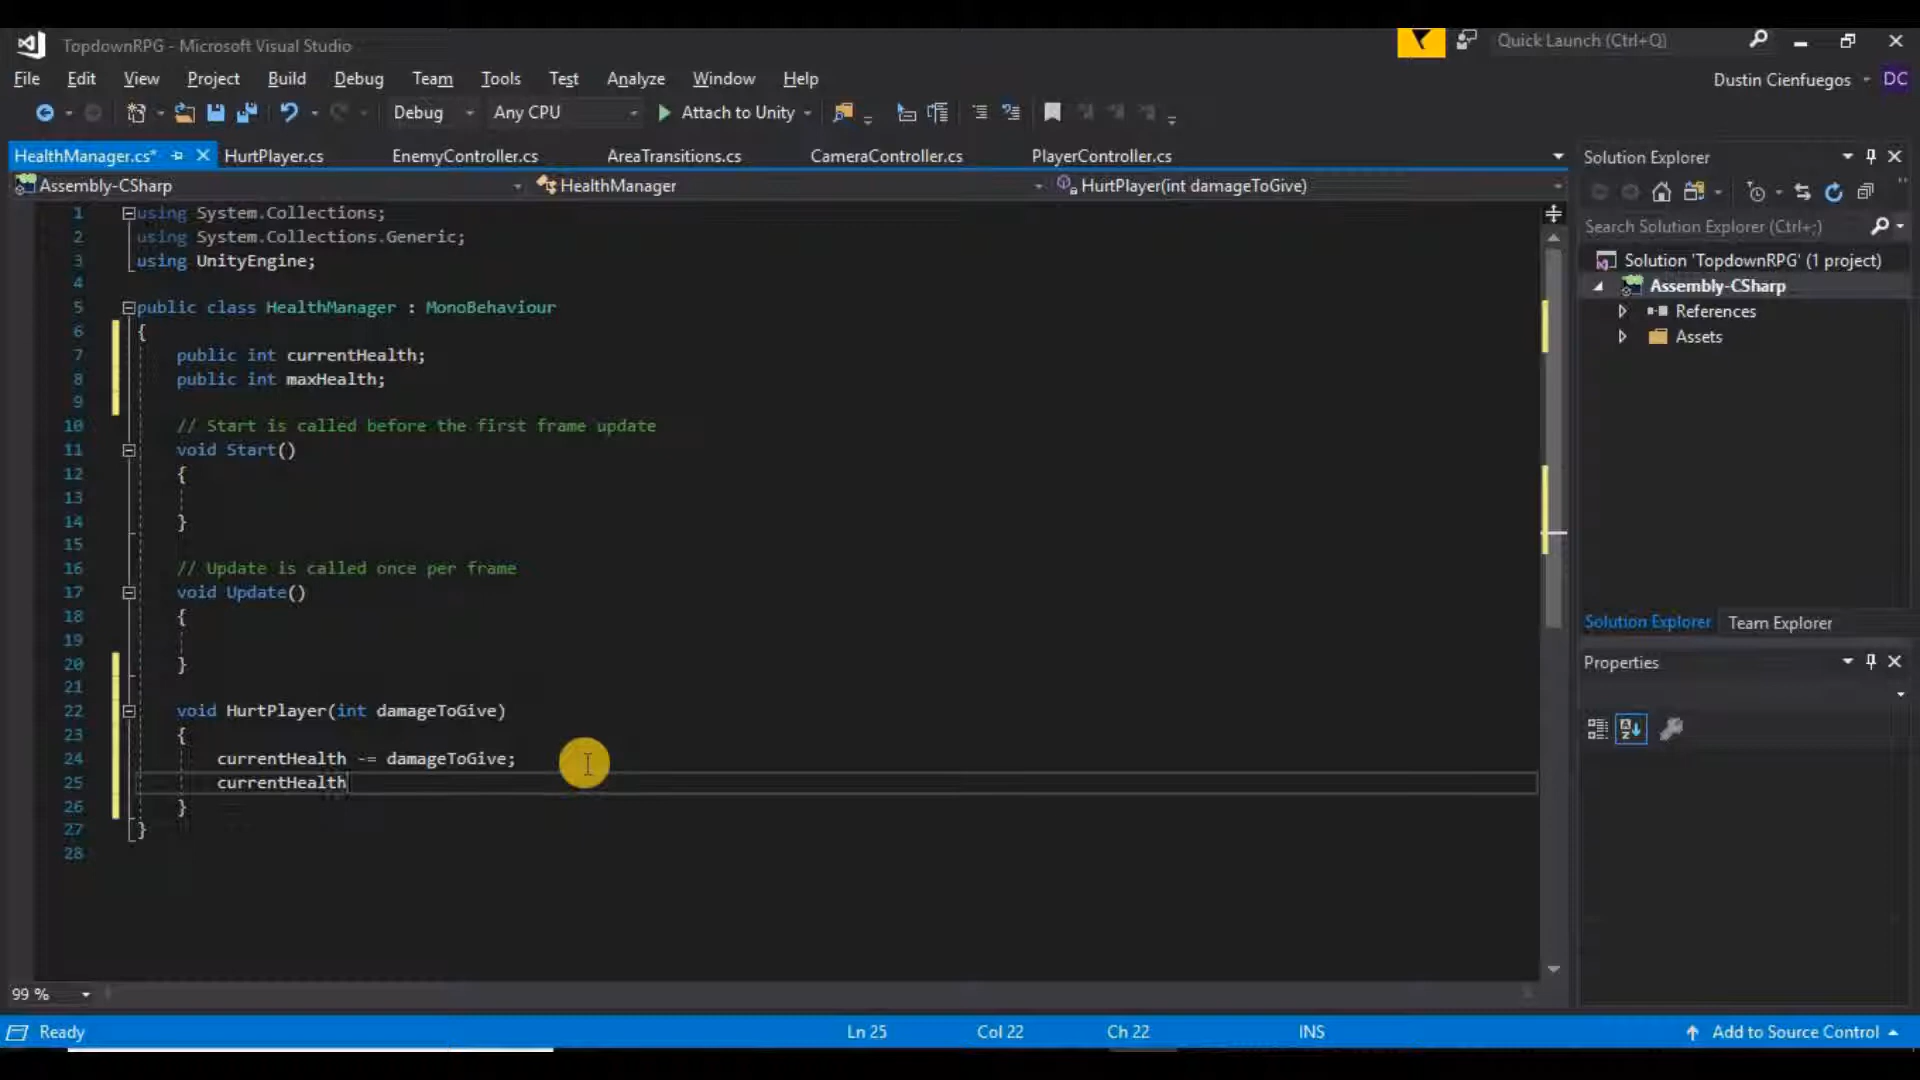 TopdownRPG - Microsoft Visual Studio
Quick Launch (Ctrl+Q)
File Edit View Project Build Debug Team Tools Test Analyze Window Help
Dustin Cienfuegos DC
Debug Any CPU Attach to Unity
HealthManager.cs* HurtPlayer.cs EnemyController.cs AreaTransitions.cs CameraController.cs PlayerController.cs
Assembly-CSharp HealthManager HurtPlayer(int damageToGive)
1 using System.Collections;
2 using System.Collections.Generic;
3 using UnityEngine;
4
5 public class HealthManager : MonoBehaviour
6 {
7 public int currentHealth;
8 public int maxHealth;
9
10 // Start is called before the first frame update
11 void Start()
12 {
13
14 }
15
16 // Update is called once per frame
17 void Update()
18 {
19
20 }
21
22 void HurtPlayer(int damageToGive)
23 {
24 currentHealth -= damageToGive;
25 currentHealth
26 }
27 }
28
99 %
Solution Explorer
Search Solution Explorer (Ctrl+;)
Solution 'TopdownRPG' (1 project)
Assembly-CSharp
References
Assets
Solution Explorer Team Explorer
Properties
Ready Ln 25 Col 22 Ch 22 INS Add to Source Control